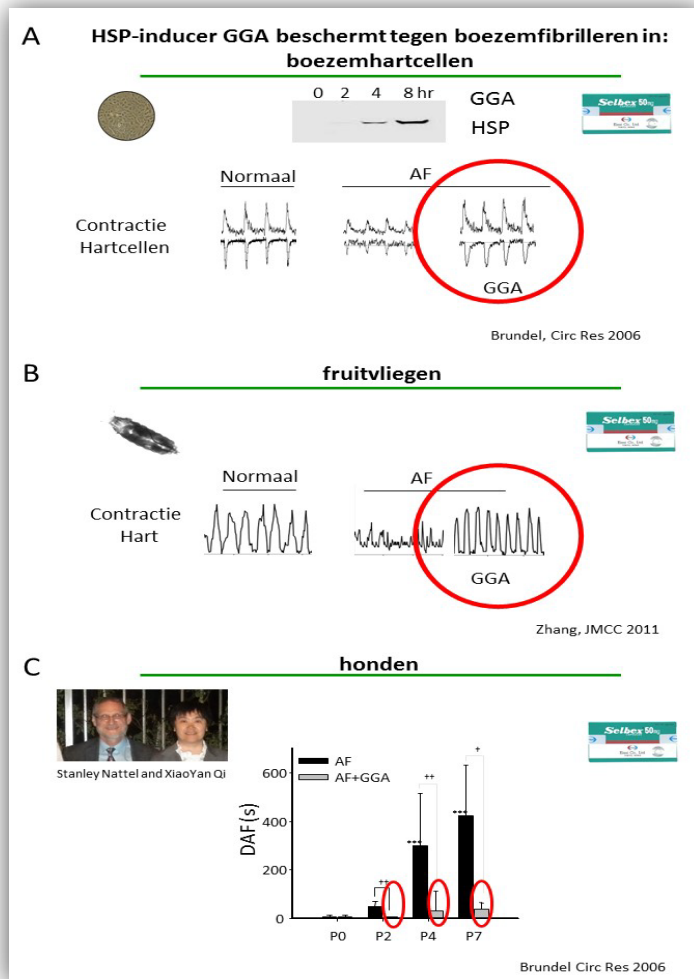 A
HSP-inducer GGA beschermt tegen boezemfibrilleren in:
boezemhartcellen
0 2 4 8 hr
GGA
HSP
Selbex 50mg
Normaal
AF
Contractie
Hartcellen
GGA
Brundel, Circ Res 2006
B
fruitvliegen
Selbex 50mg
Normaal
AF
Contractie
Hart
GGA
Zhang, JMCC 2011
C
honden
Selbex 50mg
Stanley Nattel and XiaoYan Qi
AF
AF+GGA
DAF (s)
600
400
200
0
++
***
++
***
+
P0 P2 P4 P7
Brundel Circ Res 2006